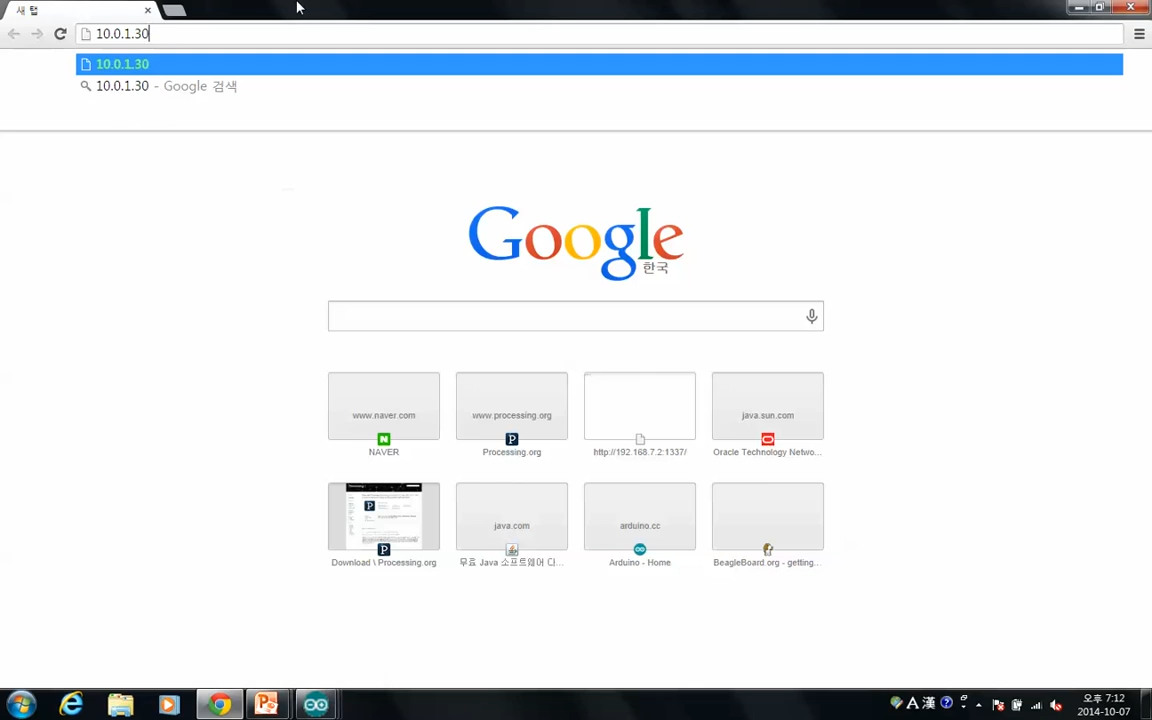 새 탭
10.0.1.30
10.0.1.30
10.0.1.30 - Google 검색
Google
한국
www.naver.com
www.processing.org
java.sun.com
NAVER
Processing.org
http://192.168.7.2:1337/
Oracle Technology Netwo...
java.com
arduino.cc
Download \ Processing.org
무료 Java 소프트웨어 다...
Arduino - Home
BeagleBoard.org - getting...
A 漢
오후 7:12
2014-10-07